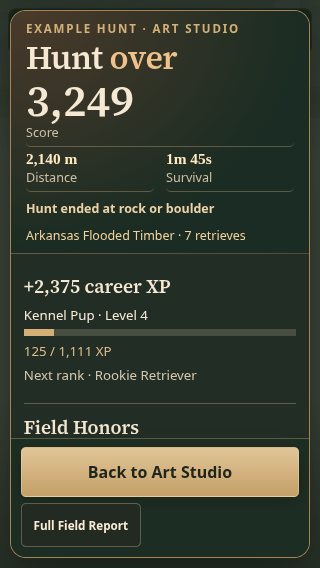 EXAMPLE HUNT · ART STUDIO
Hunt over
3,249
Score
2,140 m
1m 45s
Distance
Survival
Hunt ended at rock or boulder
Arkansas Flooded Timber · 7 retrieves
+2,375 career XP
Kennel Pup · Level 4
125 / 1,111 XP
Next rank · Rookie Retriever
Field Honors
Back to Art Studio
Full Field Report